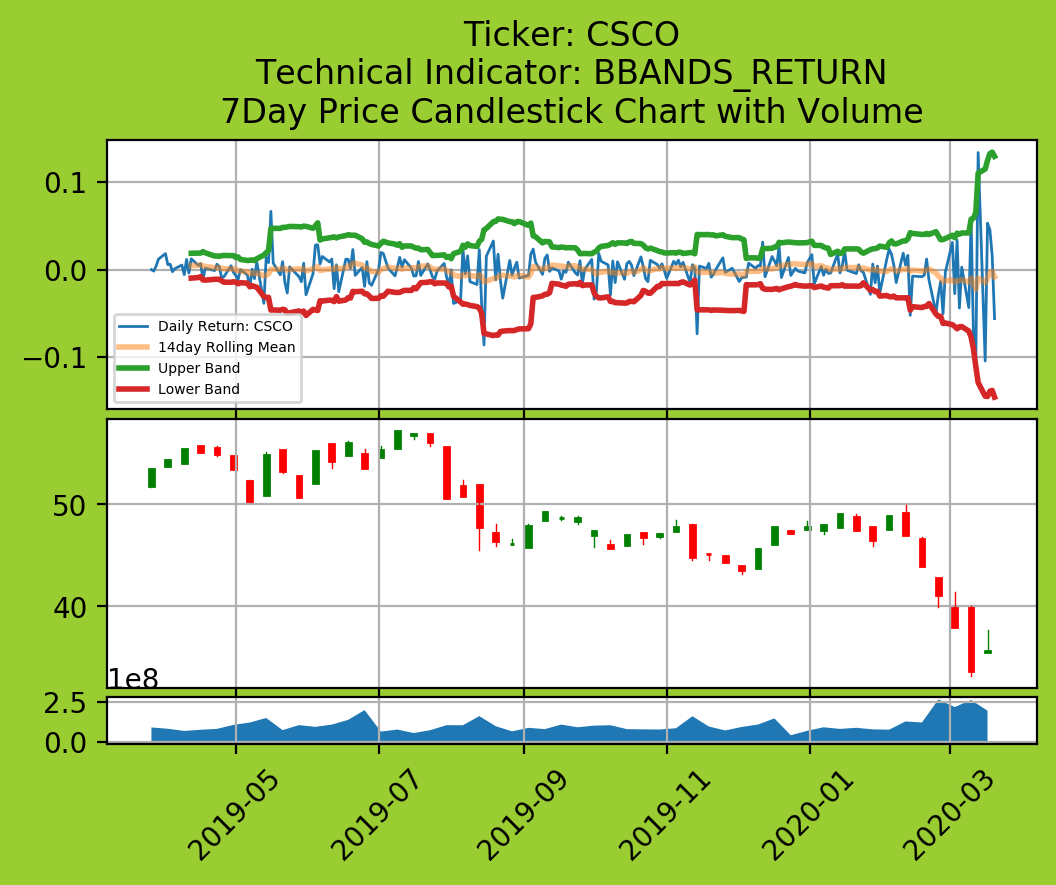 Ticker: CSCO
Technical Indicator: BBANDS_RETURN
7Day Price Candlestick Chart with Volume
0.1
0.0
−0.1
Daily Return: CSCO
14day Rolling Mean
Upper Band
Lower Band
50
40
1e8
2.5
0.0
2019-05
2019-07
2019-09
2019-11
2020-01
2020-03